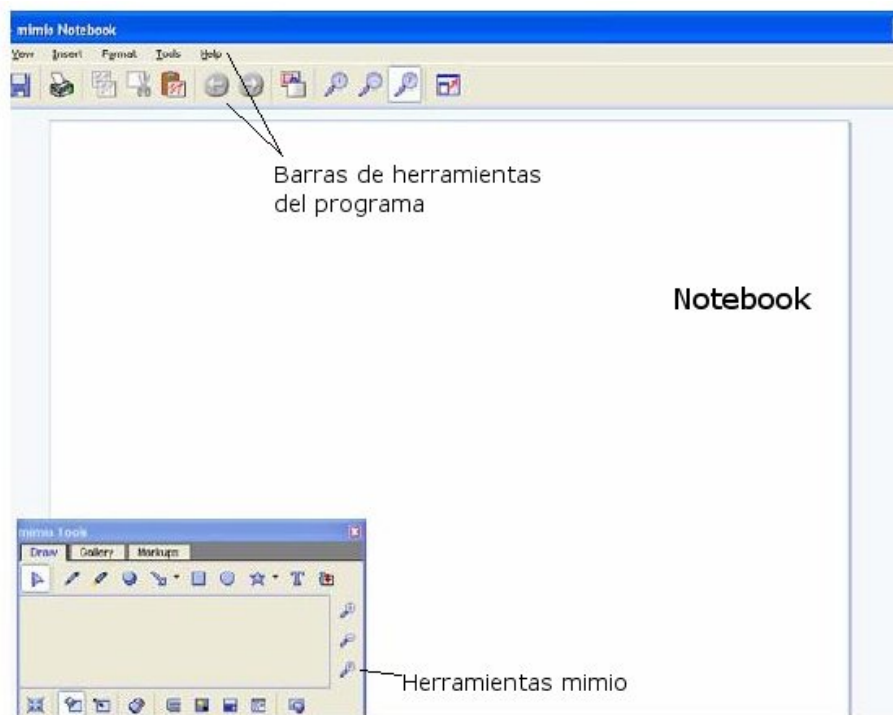 mimio Notebook
View Insert Format Tools Help
Barras de herramientas
del programa
Notebook
mimio Tools
Draw Gallery Markups
T
Herramientas mimio